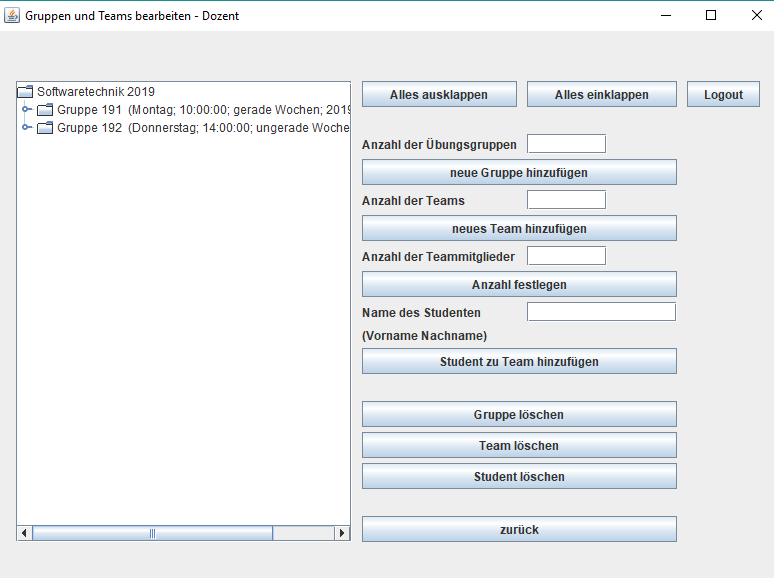 Gruppen und Teams bearbeiten - Dozent
Softwaretechnik 2019
Gruppe 191 (Montag; 10:00:00; gerade Wochen; 2019
Gruppe 192 (Donnerstag; 14:00:00; ungerade Woche
Alles ausklappen
Alles einklappen
Logout
Anzahl der Übungsgruppen
neue Gruppe hinzufügen
Anzahl der Teams
neues Team hinzufügen
Anzahl der Teammitglieder
Anzahl festlegen
Name des Studenten
(Vorname Nachname)
Student zu Team hinzufügen
Gruppe löschen
Team löschen
Student löschen
zurück